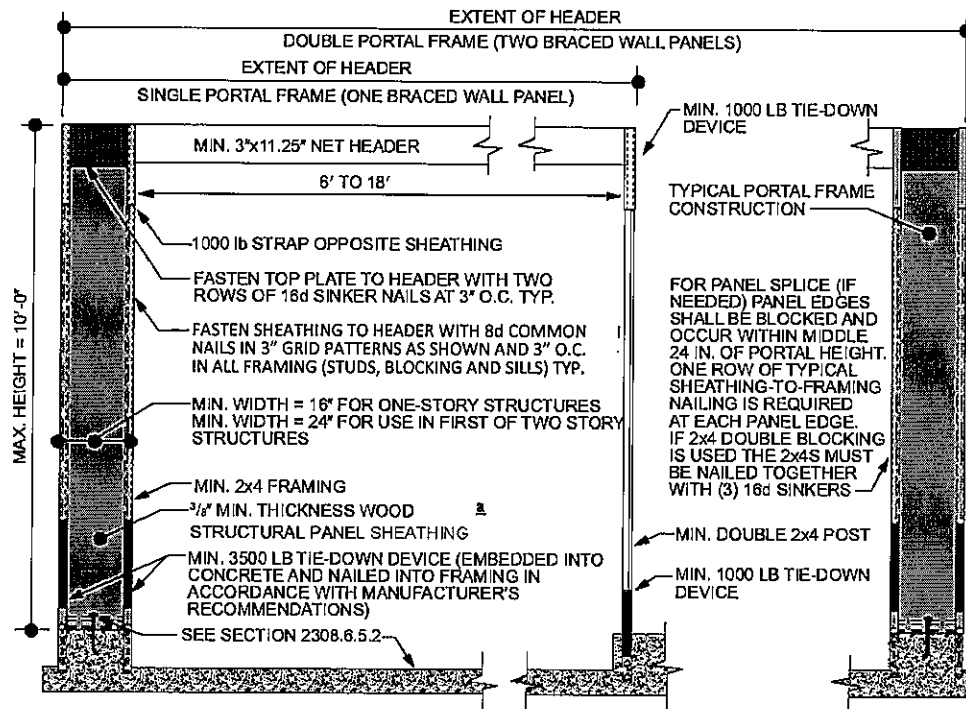 EXTENT OF HEADER
DOUBLE PORTAL FRAME (TWO BRACED WALL PANELS)
EXTENT OF HEADER
SINGLE PORTAL FRAME (ONE BRACED WALL PANEL)
MIN. 3"x11.25" NET HEADER
6' TO 18'
1000 lb STRAP OPPOSITE SHEATHING
FASTEN TOP PLATE TO HEADER WITH TWO
ROWS OF 16d SINKER NAILS AT 3" O.C. TYP.
FASTEN SHEATHING TO HEADER WITH 8d COMMON
NAILS IN 3" GRID PATTERNS AS SHOWN AND 3" O.C.
IN ALL FRAMING (STUDS, BLOCKING AND SILLS) TYP.
MIN. WIDTH = 16" FOR ONE-STORY STRUCTURES
MIN. WIDTH = 24" FOR USE IN FIRST OF TWO STORY
STRUCTURES
MIN. 2x4 FRAMING
3/8" MIN. THICKNESS WOOD a
STRUCTURAL PANEL SHEATHING
MIN. 3500 LB TIE-DOWN DEVICE (EMBEDDED INTO
CONCRETE AND NAILED INTO FRAMING IN
ACCORDANCE WITH MANUFACTURER'S
RECOMMENDATIONS)
SEE SECTION 2308.6.5.2
MAX. HEIGHT = 10'-0"
MIN. 1000 LB TIE-DOWN
DEVICE
TYPICAL PORTAL FRAME
CONSTRUCTION
FOR PANEL SPLICE (IF
NEEDED) PANEL EDGES
SHALL BE BLOCKED AND
OCCUR WITHIN MIDDLE
24 IN. OF PORTAL HEIGHT.
ONE ROW OF TYPICAL
SHEATHING-TO-FRAMING
NAILING IS REQUIRED
AT EACH PANEL EDGE.
IF 2x4 DOUBLE BLOCKING
IS USED THE 2x4S MUST
BE NAILED TOGETHER
WITH (3) 16d SINKERS
MIN. DOUBLE 2x4 POST
MIN. 1000 LB TIE-DOWN
DEVICE